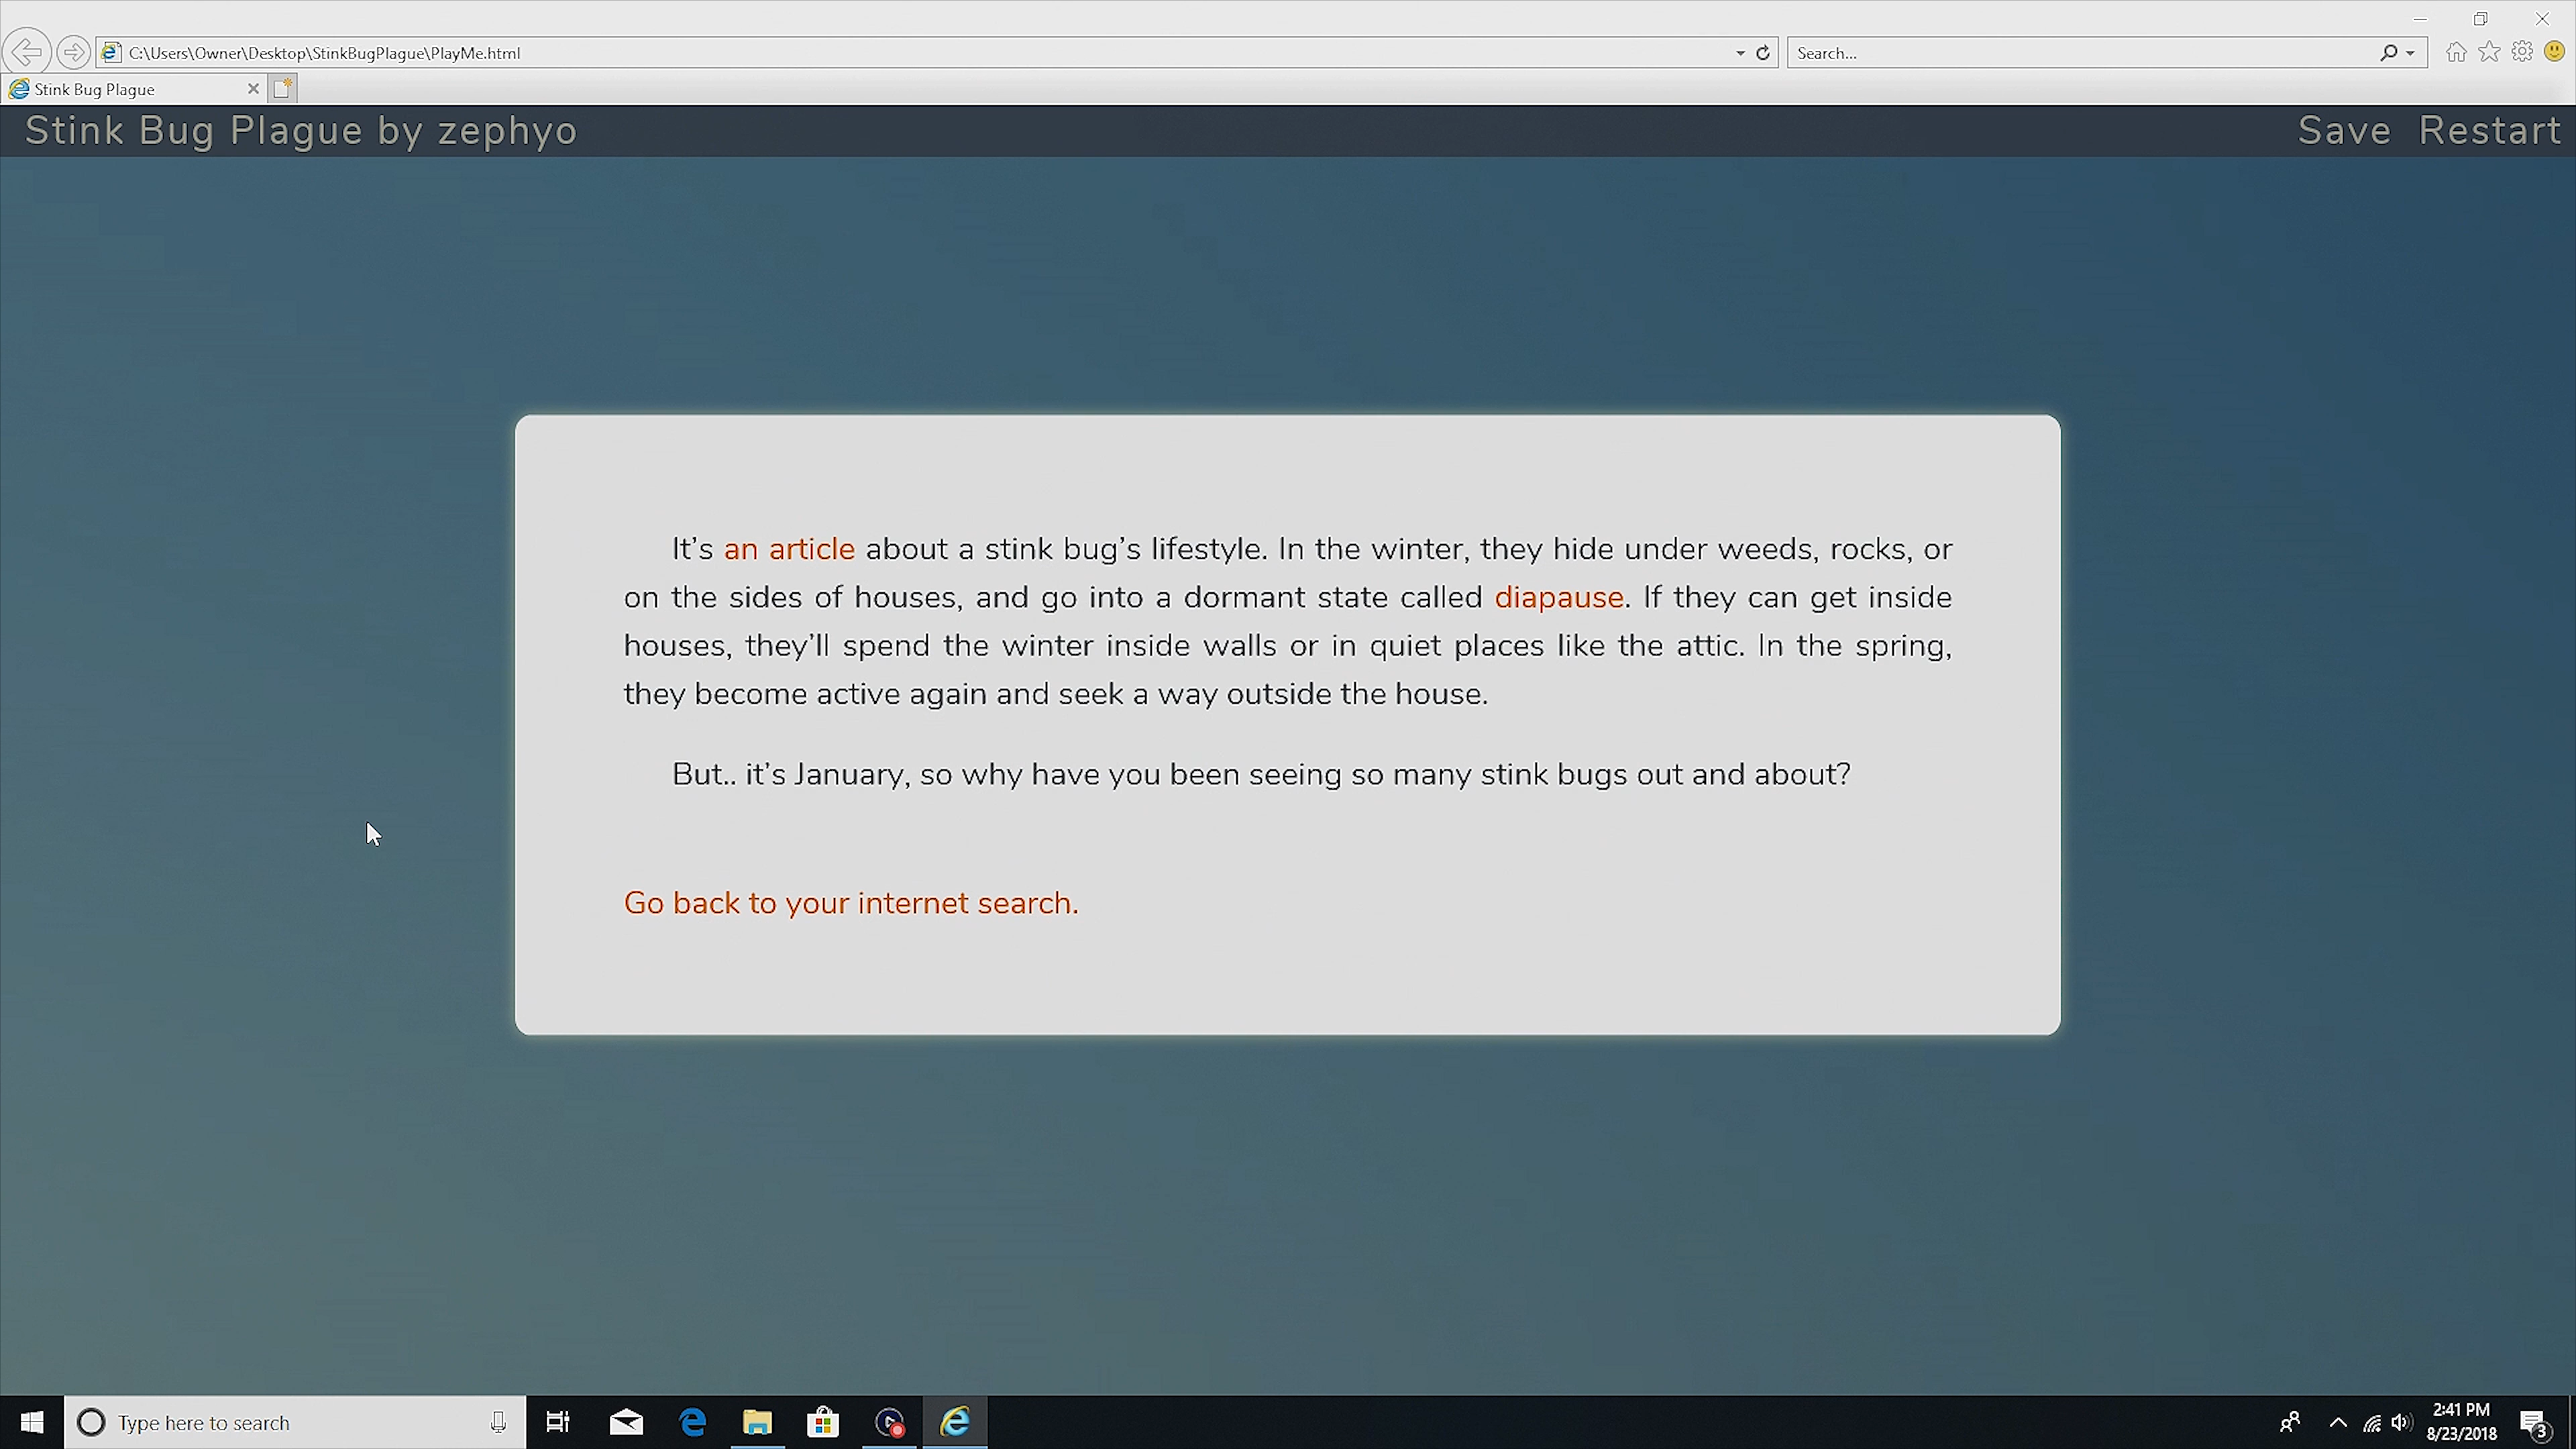 C:\Users\Owner\Desktop\StinkBugPlague\PlayMe.html
Search...
Stink Bug Plague
Stink Bug Plague by zephyo
Save Restart
It's an article about a stink bug's lifestyle. In the winter, they hide under weeds, rocks, or
on the sides of houses, and go into a dormant state called diapause. If they can get inside
houses, they'll spend the winter inside walls or in quiet places like the attic. In the spring,
they become active again and seek a way outside the house.
But.. it's January, so why have you been seeing so many stink bugs out and about?
Go back to your internet search.
Type here to search
2:41 PM
8/23/2018
3